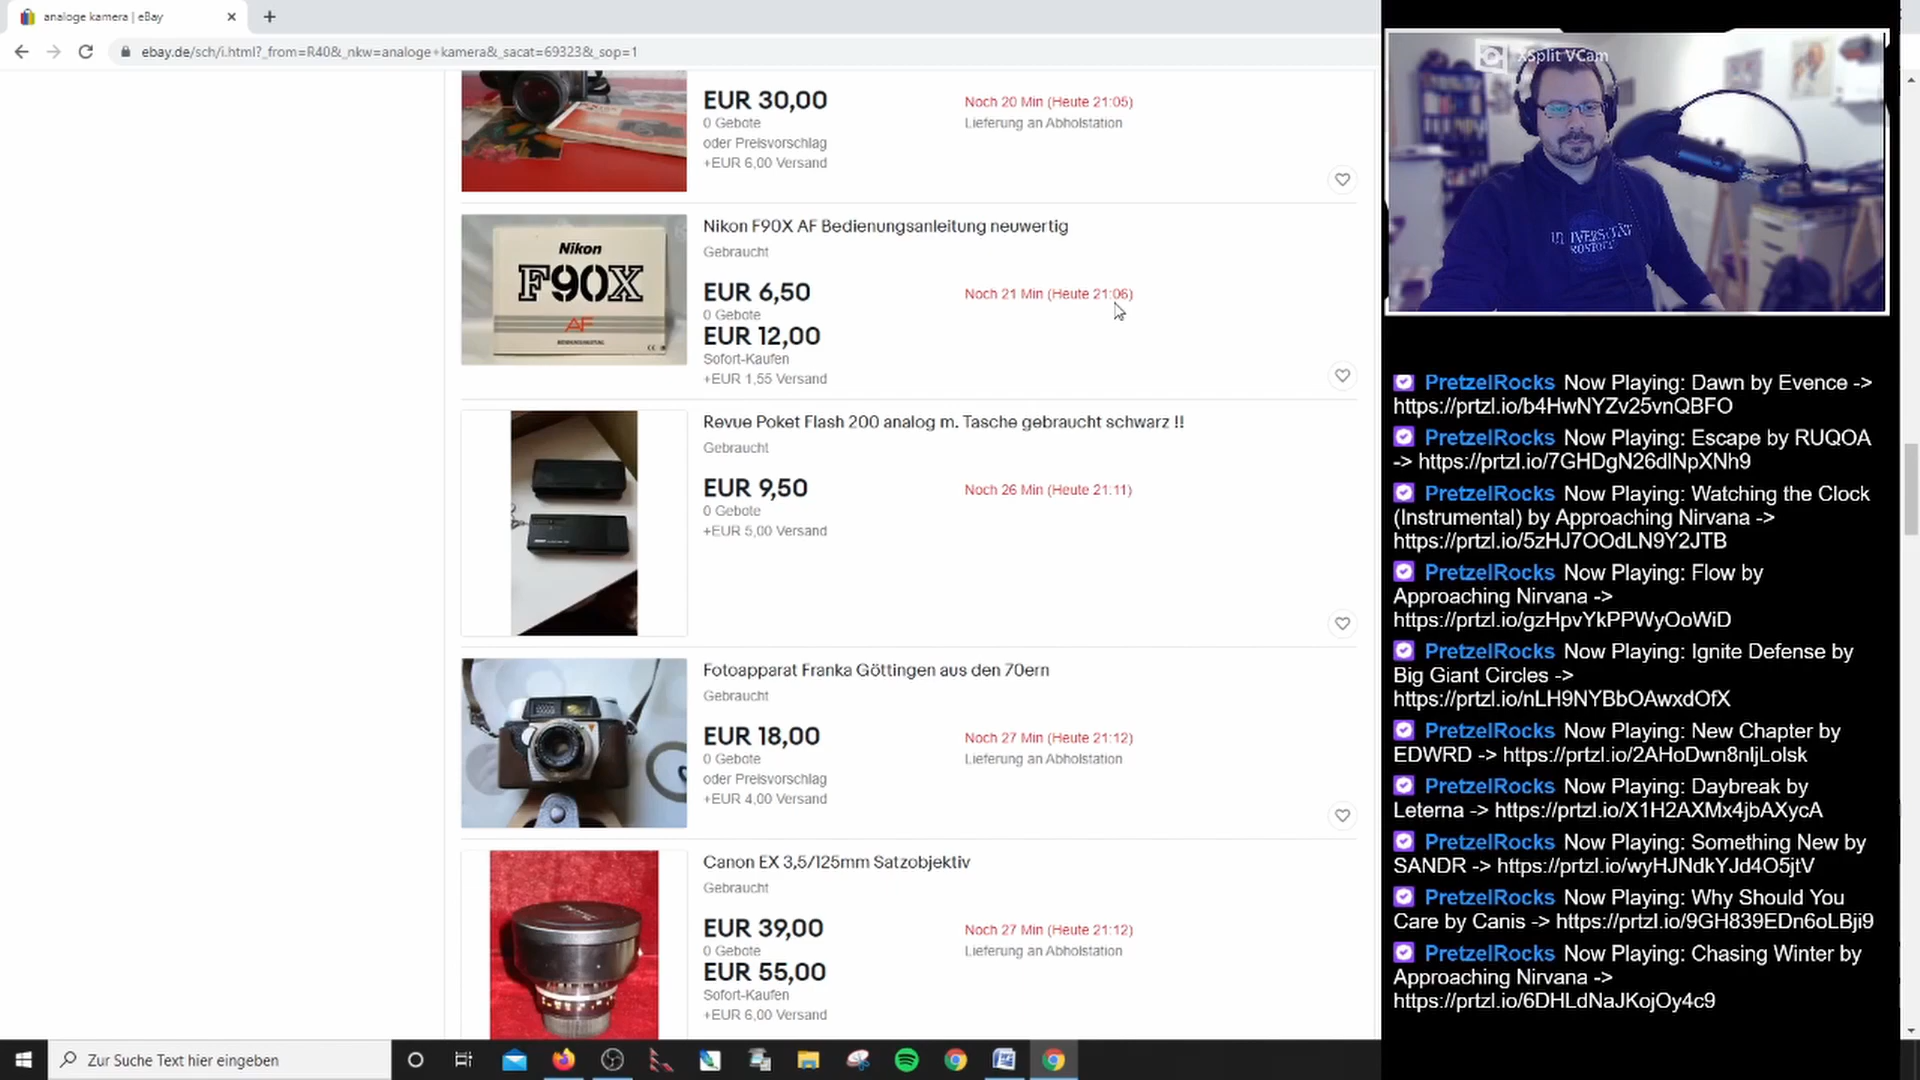 analoge kamera | eBay
ebay.de/sch/i.html?_from=R40&_nkw=analoge+kamera&_sacat=69323&_sop=1
EUR 30,00
0 Gebote
oder Preisvorschlag
+EUR 6,00 Versand
Noch 20 Min (Heute 21:05)
Lieferung an Abholstation
Nikon
F90X
AF
BEDIENUNGSANLEITUNG
Nikon F90X AF Bedienungsanleitung neuwertig
Gebraucht
EUR 6,50
0 Gebote
EUR 12,00
Sofort-Kaufen
+EUR 1,55 Versand
Noch 21 Min (Heute 21:06)
Revue Poket Flash 200 analog m. Tasche gebraucht schwarz !!
Gebraucht
EUR 9,50
0 Gebote
+EUR 5,00 Versand
Noch 26 Min (Heute 21:11)
Fotoapparat Franka Göttingen aus den 70ern
Gebraucht
EUR 18,00
0 Gebote
oder Preisvorschlag
+EUR 4,00 Versand
Noch 27 Min (Heute 21:12)
Lieferung an Abholstation
Canon EX 3,5/125mm Satzobjektiv
Gebraucht
EUR 39,00
0 Gebote
EUR 55,00
Sofort-Kaufen
+EUR 6,00 Versand
Noch 27 Min (Heute 21:12)
Lieferung an Abholstation
Zur Suche Text hier eingeben
XSplit VCam
UNIVERSITÄT
ROSTOCK
PretzelRocks Now Playing: Dawn by Evence ->
https://prtzl.io/b4HwNYZv25vnQBFO
PretzelRocks Now Playing: Escape by RUQOA
-> https://prtzl.io/7GHDgN26dlNpXNh9
PretzelRocks Now Playing: Watching the Clock
(Instrumental) by Approaching Nirvana ->
https://prtzl.io/5zHJ7OOdLN9Y2JTB
PretzelRocks Now Playing: Flow by
Approaching Nirvana ->
https://prtzl.io/gzHpvYkPPWyOoWiD
PretzelRocks Now Playing: Ignite Defense by
Big Giant Circles ->
https://prtzl.io/nLH9NYBbOAwxdOfX
PretzelRocks Now Playing: New Chapter by
EDWRD -> https://prtzl.io/2AHoDwn8nljLolsk
PretzelRocks Now Playing: Daybreak by
Leterna -> https://prtzl.io/X1H2AXMx4jbAXycA
PretzelRocks Now Playing: Something New by
SANDR -> https://prtzl.io/wyHJNdkYJd4O5jtV
PretzelRocks Now Playing: Why Should You
Care by Canis -> https://prtzl.io/9GH839EDn6oLBji9
PretzelRocks Now Playing: Chasing Winter by
Approaching Nirvana ->
https://prtzl.io/6DHLdNaJKojOy4c9